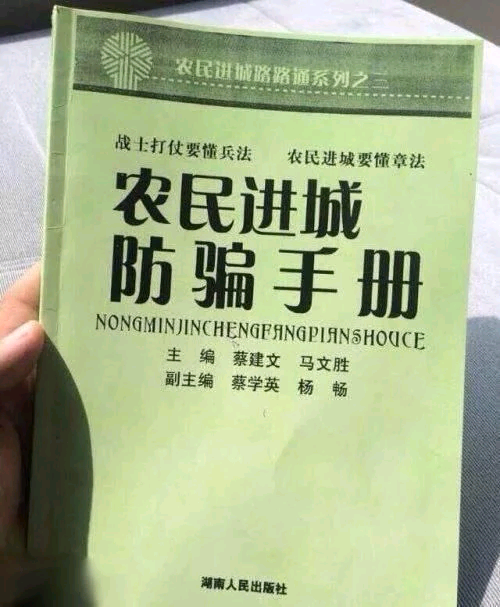 农民进城路路通系列之二
战士打仗要懂兵法 农民进城要懂章法
农民进城
防骗手册
NONGMINJINCHENGFANGPIANSHOUCE
主 编 蔡建文 马文胜
副主编 蔡学英 杨 畅
湖南人民出版社